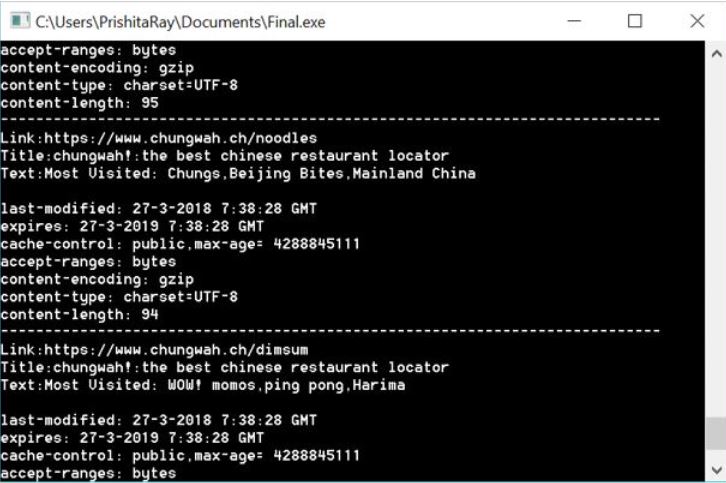 C:\Users\PrishitaRay\Documents\Final.exe
accept-ranges: bytes
content-encoding: gzip
content-type: charset=UTF-8
content-length: 95
--------------------------------------------------------------------------
Link:https://www.chungwah.ch/noodles
Title:chungwah!:the best chinese restaurant locator
Text:Most Visited: Chungs,Beijing Bites,Mainland China
last-modified: 27-3-2018 7:38:28 GMT
expires: 27-3-2019 7:38:28 GMT
cache-control: public,max-age= 4288845111
accept-ranges: bytes
content-encoding: gzip
content-type: charset=UTF-8
content-length: 94
--------------------------------------------------------------------------
Link:https://www.chungwah.ch/dimsum
Title:chungwah!:the best chinese restaurant locator
Text:Most Visited: WOW! momos,ping pong,Harima
last-modified: 27-3-2018 7:38:28 GMT
expires: 27-3-2019 7:38:28 GMT
cache-control: public,max-age= 4288845111
accept-ranges: bytes